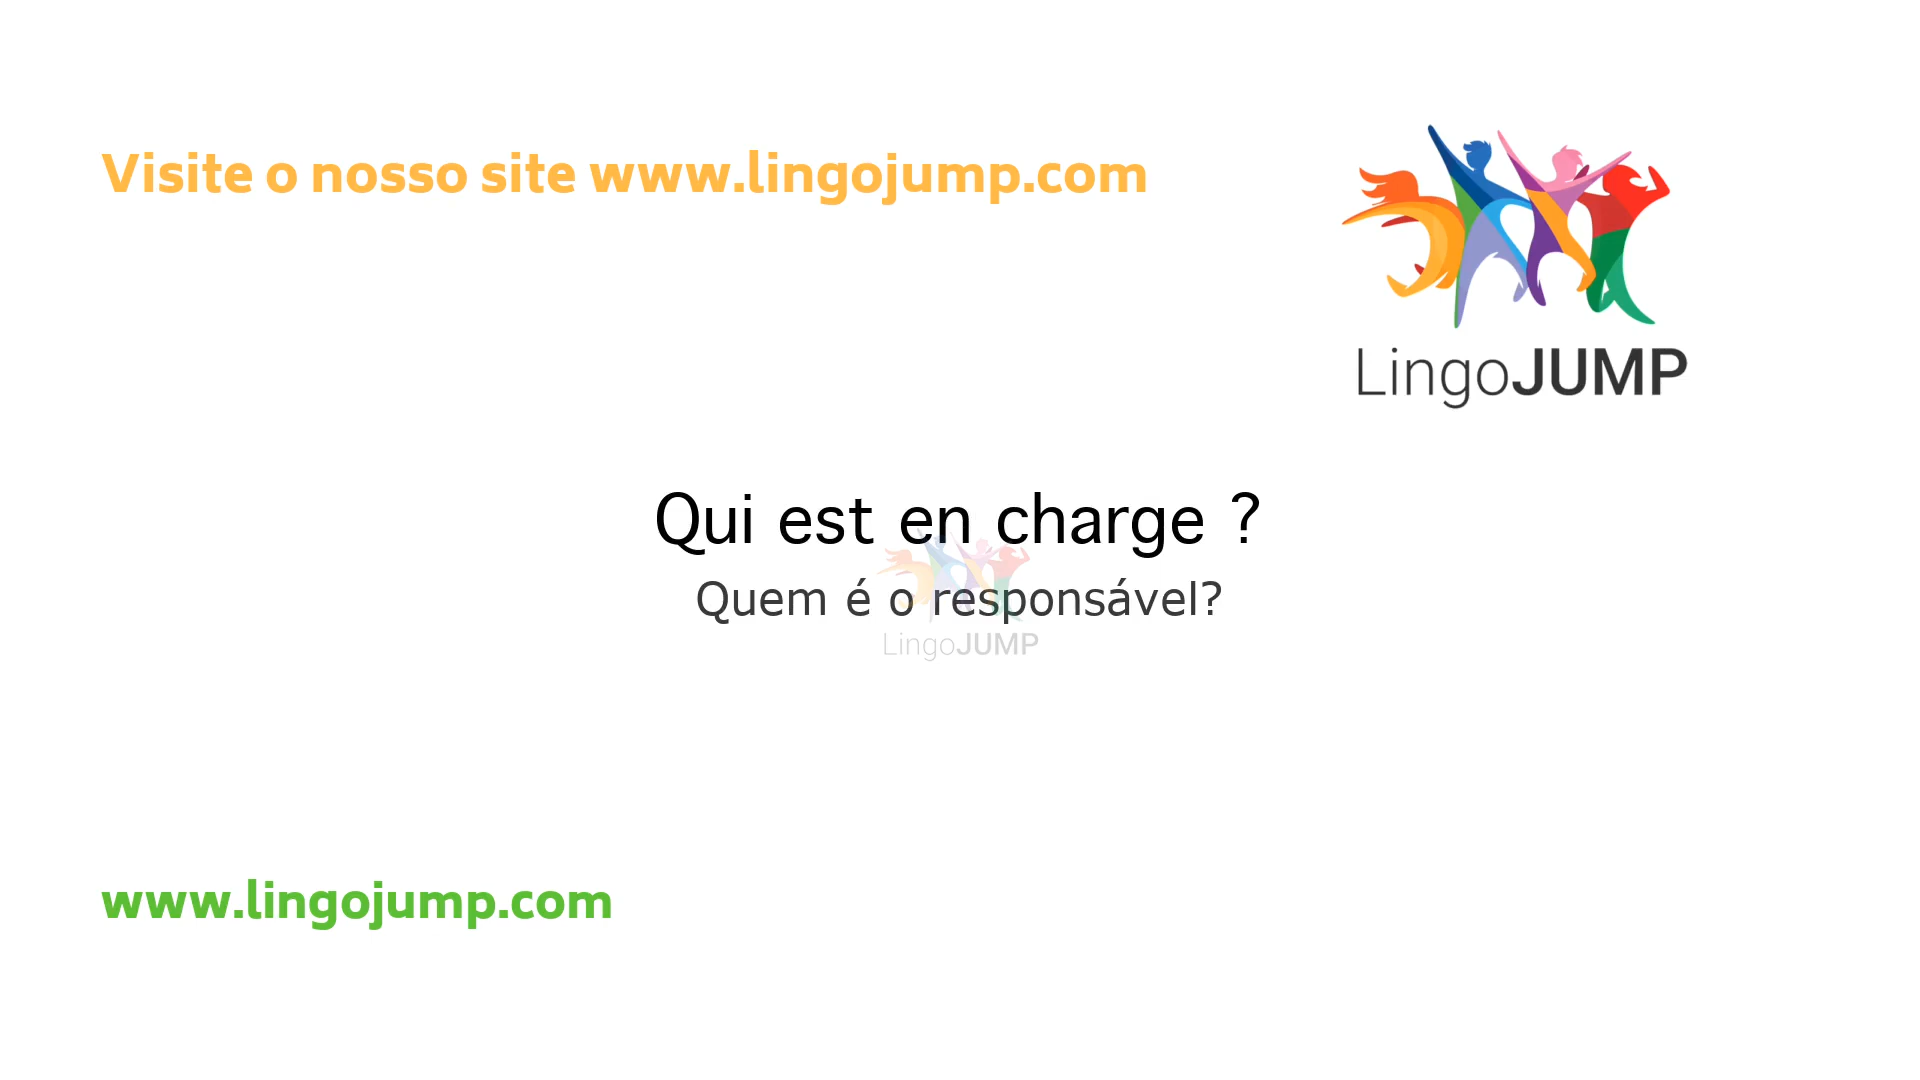 Visite o nosso site www.lingojump.com
LingoJUMP
Qui est en charge ?
Quem é o responsável?
LingoJUMP
www.lingojump.com